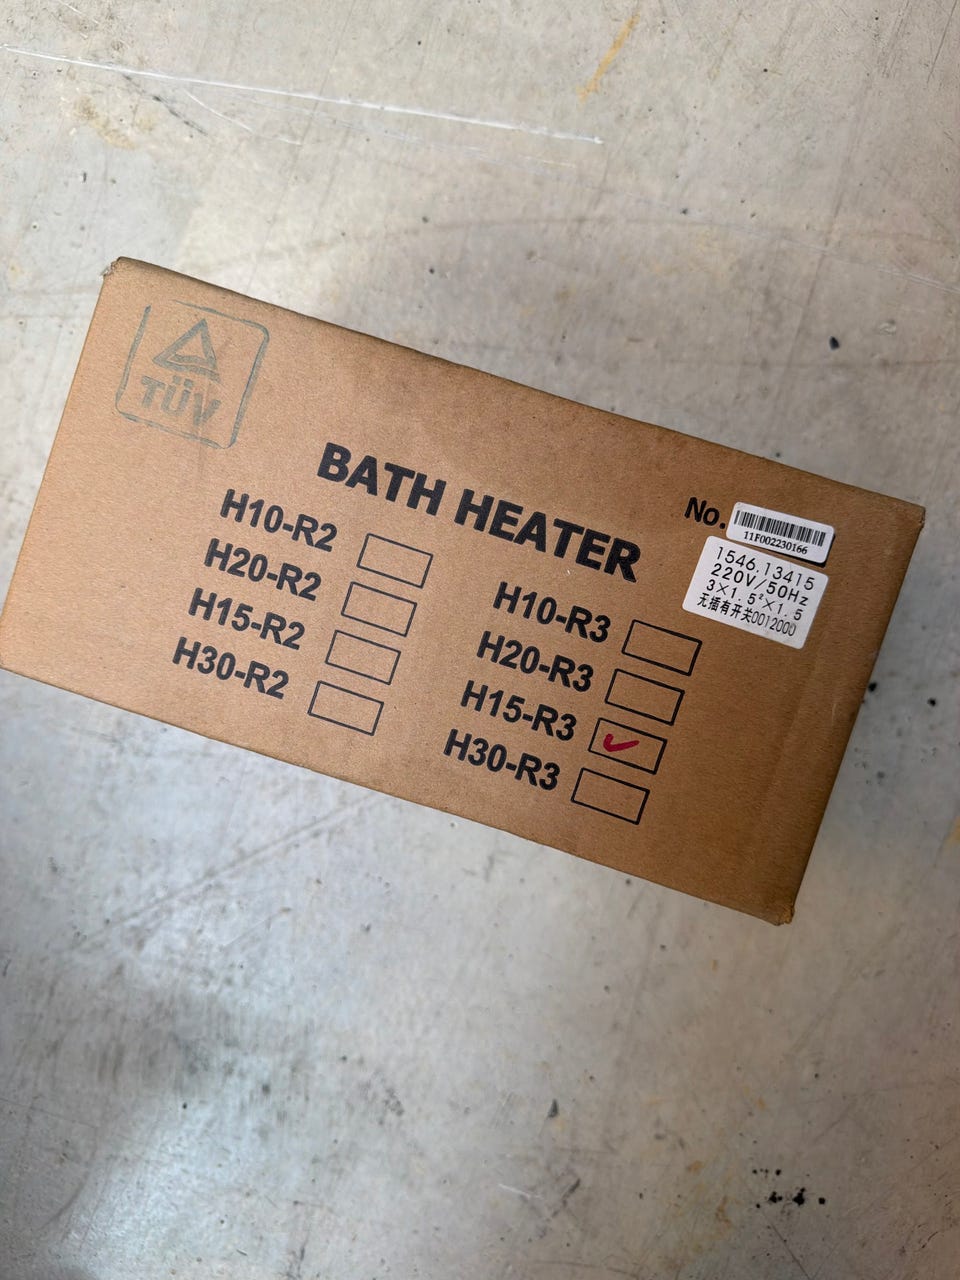 TÜV
BATH HEATER
No.
11F002230166
1546.13415
220V/50Hz
3×1.5²×1.5
无插有开关0012000
H10-R2
H20-R2
H15-R2
H30-R2
H10-R3
H20-R3
H15-R3 ✓
H30-R3